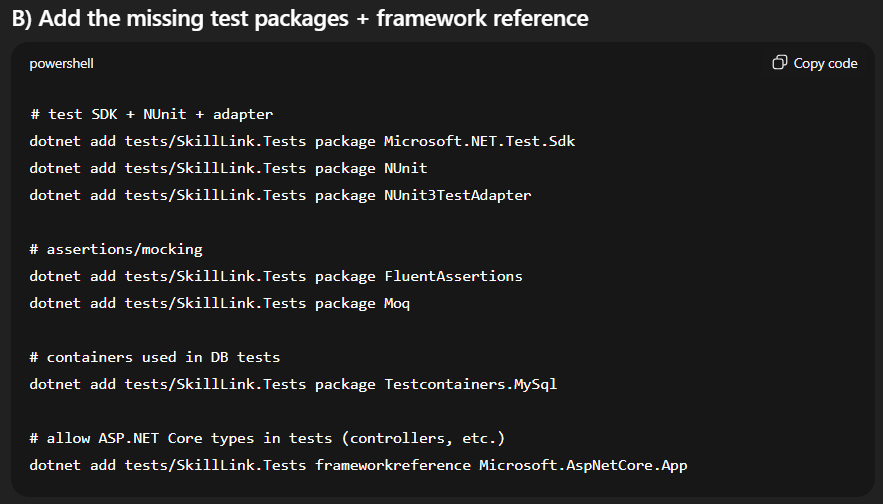 B) Add the missing test packages + framework reference
powershell
Copy code
# test SDK + NUnit + adapter
dotnet add tests/SkillLink.Tests package Microsoft.NET.Test.Sdk
dotnet add tests/SkillLink.Tests package NUnit
dotnet add tests/SkillLink.Tests package NUnit3TestAdapter
# assertions/mocking
dotnet add tests/SkillLink.Tests package FluentAssertions
dotnet add tests/SkillLink.Tests package Moq
# containers used in DB tests
dotnet add tests/SkillLink.Tests package Testcontainers.MySql
# allow ASP.NET Core types in tests (controllers, etc.)
dotnet add tests/SkillLink.Tests frameworkreference Microsoft.AspNetCore.App